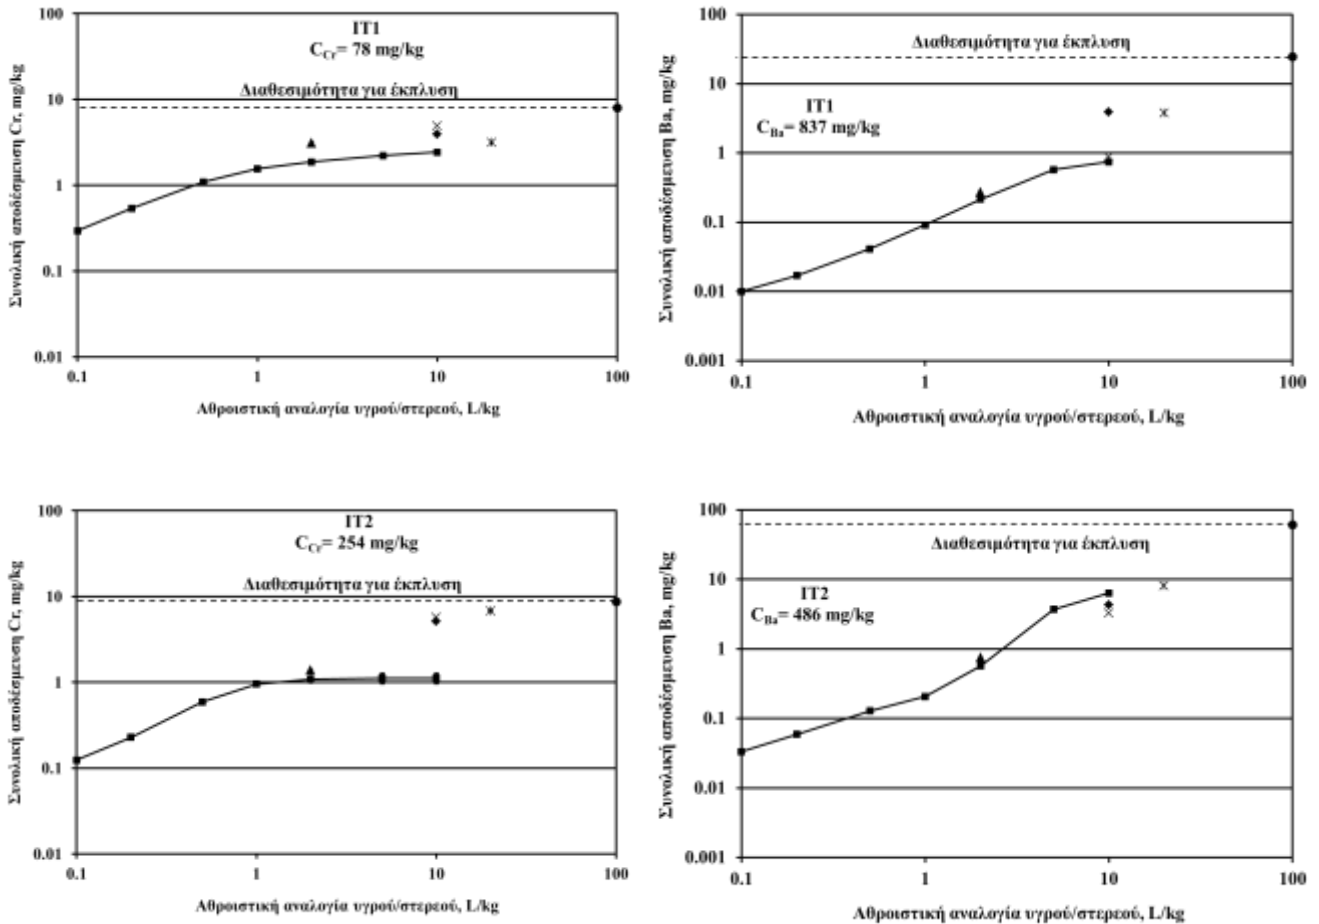 Συνολική αποδέσμευση Cr, mg/kg
100
10
1
0.1
0.01
IT1
C_Cr= 78 mg/kg
Διαθεσιμότητα για έκπλυση
0.1
1
10
100
Αθροιστική αναλογία υγρού/στερεού, L/kg
Συνολική αποδέσμευση Ba, mg/kg
100
10
1
0.1
0.01
0.001
Διαθεσιμότητα για έκπλυση
IT1
C_Ba= 837 mg/kg
0.1
1
10
100
Αθροιστική αναλογία υγρού/στερεού, L/kg
Συνολική αποδέσμευση Cr, mg/kg
100
10
1
0.1
0.01
IT2
C_Cr= 254 mg/kg
Διαθεσιμότητα για έκπλυση
0.1
1
10
100
Αθροιστική αναλογία υγρού/στερεού, L/kg
Συνολική αποδέσμευση Ba, mg/kg
100
10
1
0.1
0.01
0.001
Διαθεσιμότητα για έκπλυση
IT2
C_Ba= 486 mg/kg
0.1
1
10
100
Αθροιστική αναλογία υγρού/στερεού, L/kg